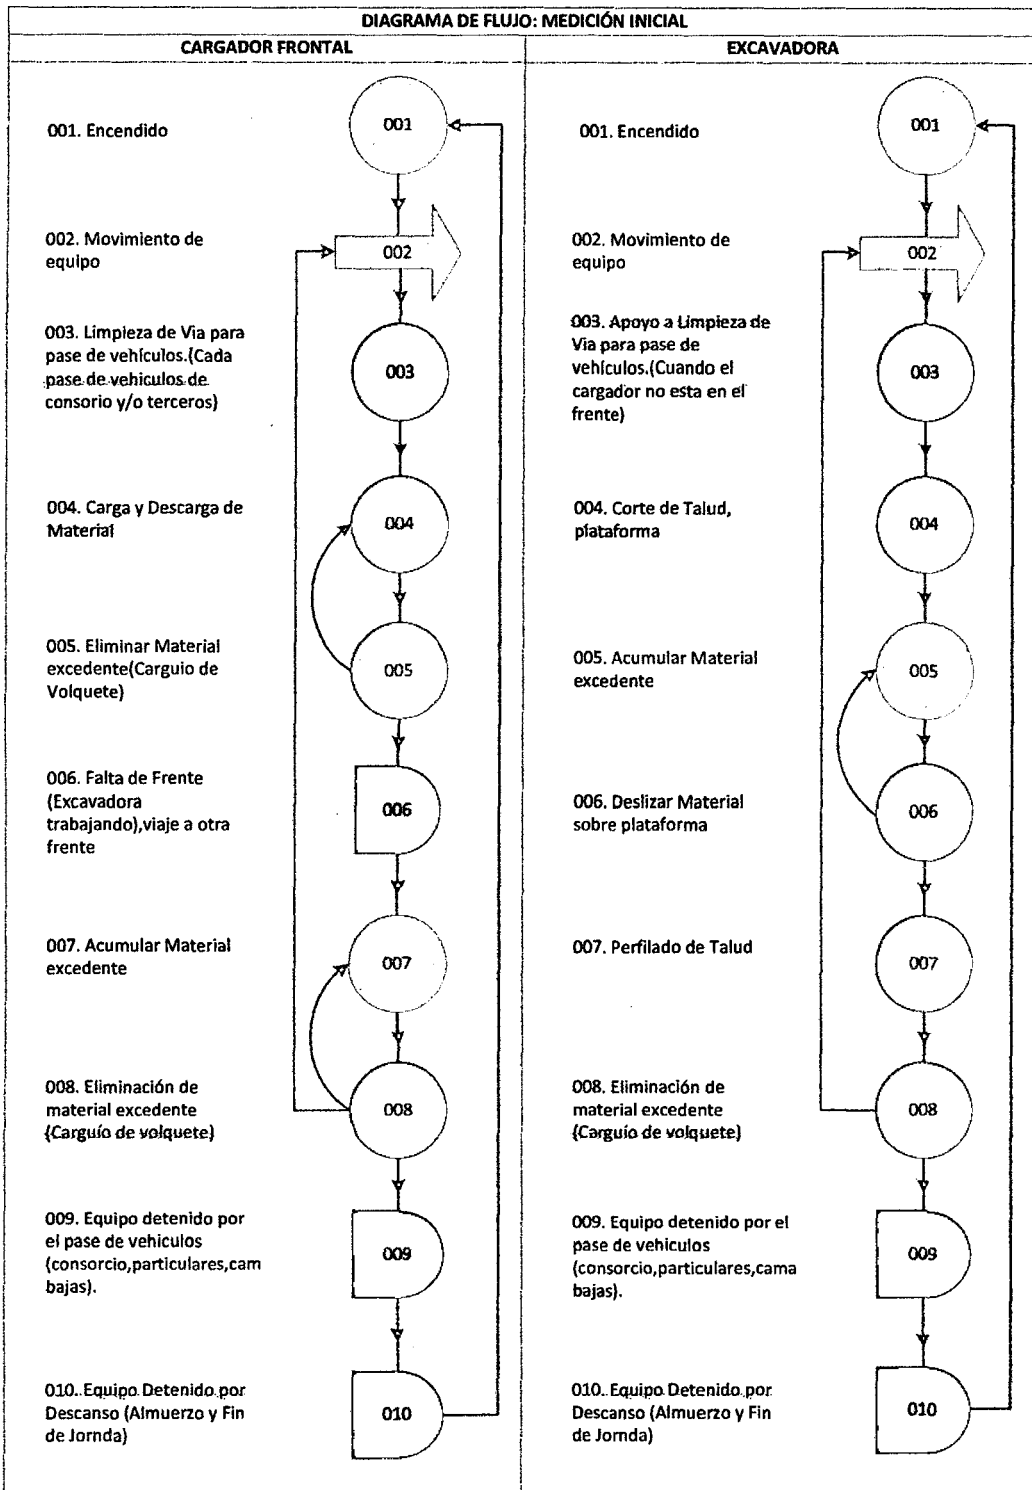 DIAGRAMA DE FLUJO: MEDICIÓN INICIAL
CARGADOR FRONTAL
001. Encendido
001
002. Movimiento de
equipo
002
003. Limpieza de Via para
pase de vehículos.(Cada
pase de vehiculos de
consorio y/o terceros)
003
004. Carga y Descarga de
Material
004
005. Eliminar Material
excedente(Carguio de
Volquete)
005
006. Falta de Frente
(Excavadora
trabajando),viaje a otra
frente
006
007. Acumular Material
excedente
007
008. Eliminación de
material excedente
(Carguío de volquete)
008
009. Equipo detenido por
el pase de vehiculos
(consorcio,particulares,cam
bajas).
009
010. Equipo Detenido por
Descanso (Almuerzo y Fin
de Jornda)
010
EXCAVADORA
001. Encendido
001
002. Movimiento de
equipo
002
003. Apoyo a Limpieza de
Via para pase de
vehículos.(Cuando el
cargador no esta en el
frente)
003
004. Corte de Talud,
plataforma
004
005. Acumular Material
excedente
005
006. Deslizar Material
sobre plataforma
006
007. Perfilado de Talud
007
008. Eliminación de
material excedente
(Carguío de volquete)
008
009. Equipo detenido por el
pase de vehiculos
(consorcio,particulares,cama
bajas).
009
010. Equipo Detenido por
Descanso (Almuerzo y Fin
de Jornda)
010